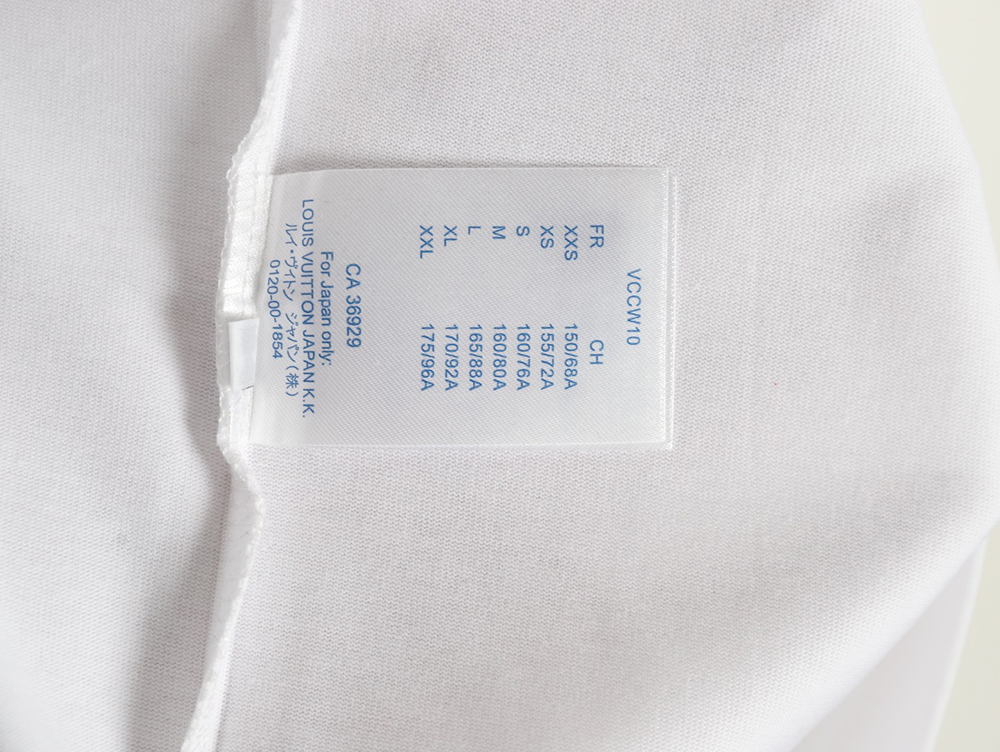 VCCW10
FR CH
XXS 150/68A
XS 155/72A
S 160/76A
M 160/80A
L 165/88A
XL 170/92A
XXL 175/96A
CA 36929
For Japan only:
LOUIS VUITTON JAPAN K.K.
ルイ・ヴィトン ジャパン(株)
0120-00-1854